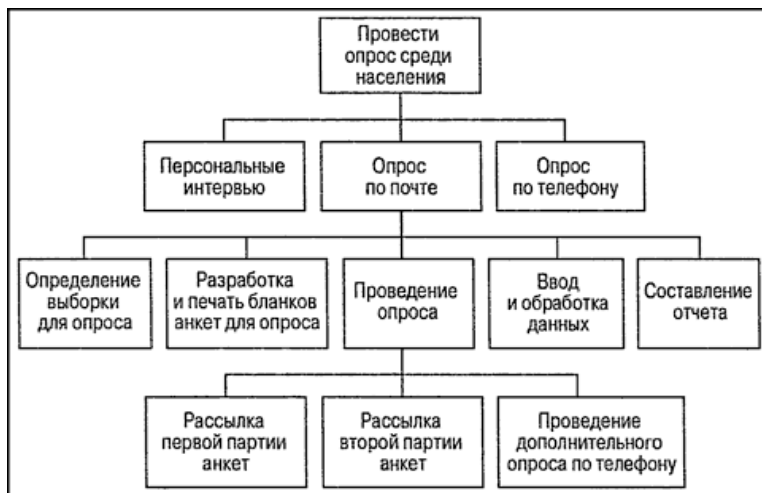 Провести
опрос среди
населения
Персональные
интервью
Опрос
по почте
Опрос
по телефону
Определение
выборки
для опроса
Разработка
и печать бланков
анкет для опроса
Проведение
опроса
Ввод
и обработка
данных
Составление
отчета
Рассылка
первой партии
анкет
Рассылка
второй партии
анкет
Проведение
дополнительного
опроса по телефону